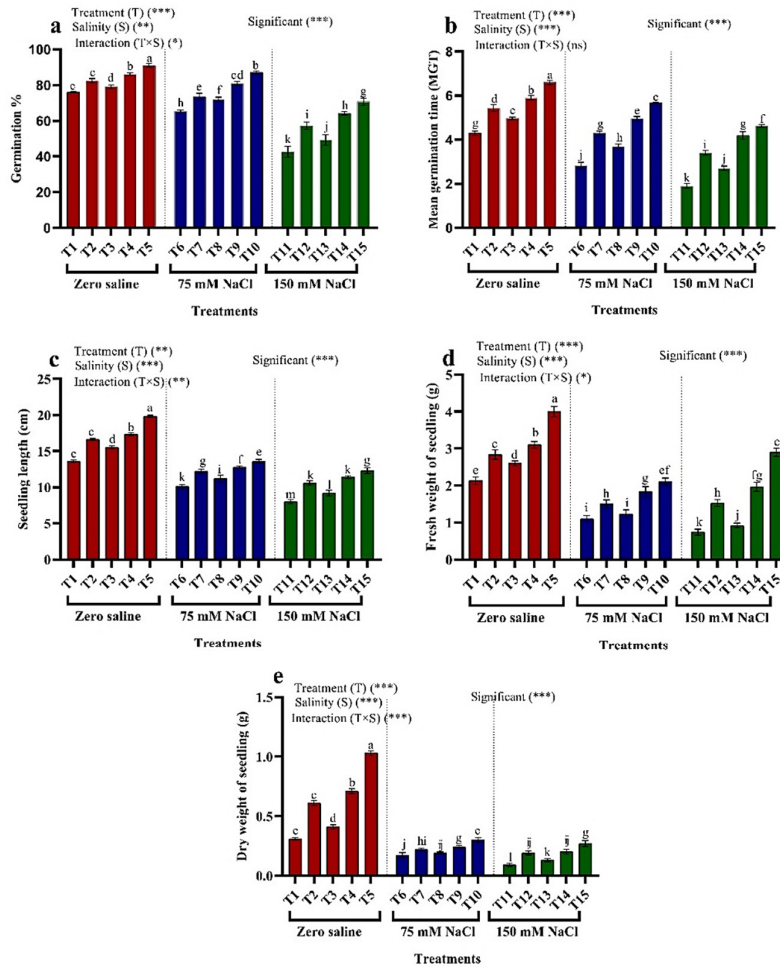 a
Treatment (T) (***)
Salinity (S) (**)
Interaction (T×S) (*)
Significant (***)
Germination %
100
80
60
40
20
0
e c d b a
h e f cd b
k i j h g
T1 T2 T3 T4 T5 T6 T7 T8 T9 T10 T11 T12 T13 T14 T15
Zero saline 75 mM NaCl 150 mM NaCl
Treatments
b
Treatment (T) (***)
Salinity (S) (***)
Interaction (T×S) (ns)
Significant (***)
Mean germination time (MGT)
8
6
4
2
0
g d e b a
j g h e c
k i j g f
T1 T2 T3 T4 T5 T6 T7 T8 T9 T10 T11 T12 T13 T14 T15
Zero saline 75 mM NaCl 150 mM NaCl
Treatments
c
Treatment (T) (**)
Salinity (S) (***)
Interaction (T×S) (**)
Significant (***)
Seedling length (cm)
25
20
15
10
5
0
e c d b a
k g i f e
m k l k g
T1 T2 T3 T4 T5 T6 T7 T8 T9 T10 T11 T12 T13 T14 T15
Zero saline 75 mM NaCl 150 mM NaCl
Treatments
d
Treatment (T) (***)
Salinity (S) (***)
Interaction (T×S) (*)
Significant (***)
Fresh weight of seedling (g)
5
4
3
2
1
0
e c d b a
i h i g ef
k h j fg c
T1 T2 T3 T4 T5 T6 T7 T8 T9 T10 T11 T12 T13 T14 T15
Zero saline 75 mM NaCl 150 mM NaCl
Treatments
e
Treatment (T) (***)
Salinity (S) (***)
Interaction (T×S) (***)
Significant (***)
Dry weight of seedling (g)
1.5
1.0
0.5
0.0
e c d b a
j hi ij g e
l ij k ij g
T1 T2 T3 T4 T5 T6 T7 T8 T9 T10 T11 T12 T13 T14 T15
Zero saline 75 mM NaCl 150 mM NaCl
Treatments